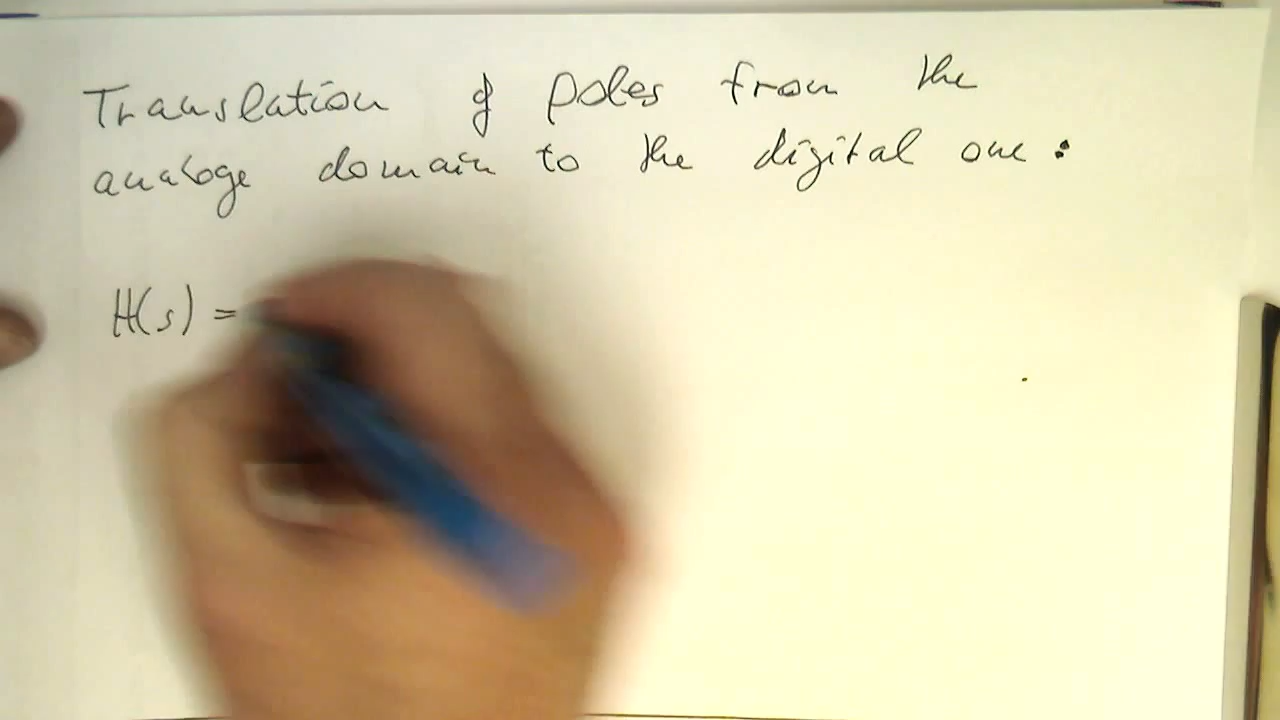 Translation of poles from the
analoge domain to the digital one :
H(s) =